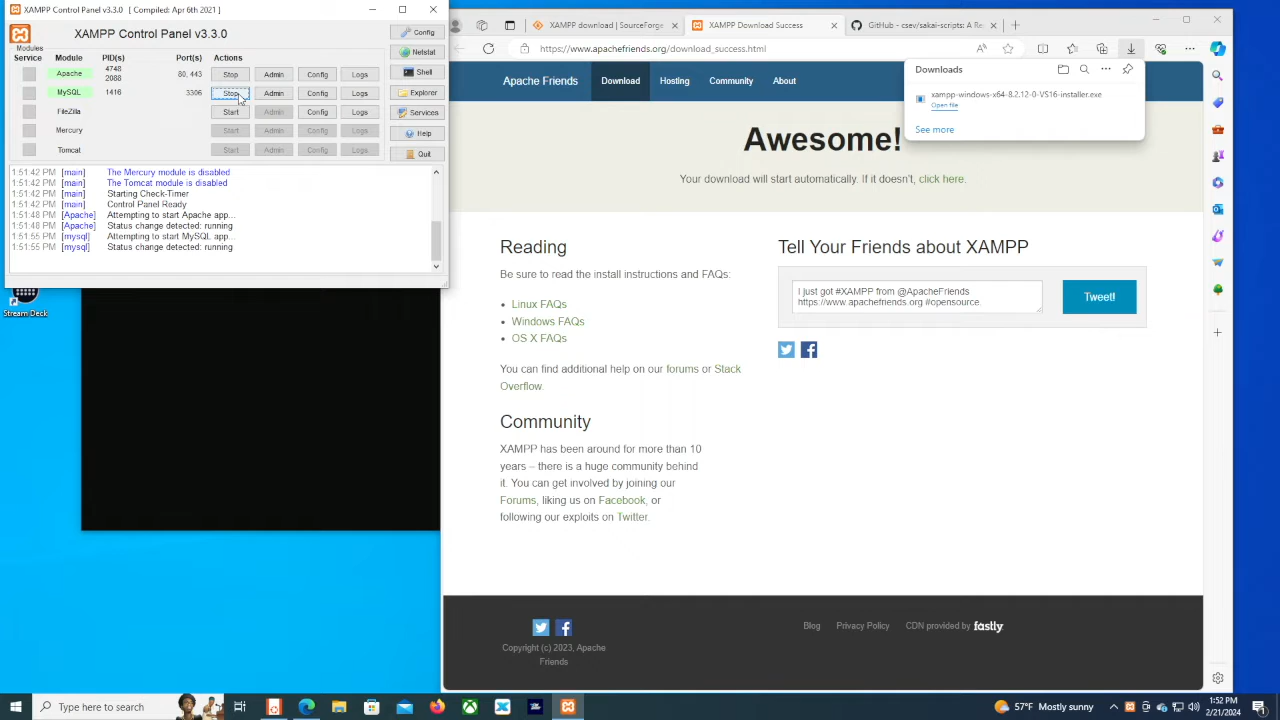 XAMPP Control Panel v3.3.0 [ Compiled: Apr 6th 2021 ]
XAMPP Control Panel v3.3.0
Config
Modules
Service Module PID(s) Port(s) Actions
Netstat
Apache 4748 2088 80, 443 Stop Admin Config Logs
Shell
MySQL 1416 3306 Stop Admin Config Logs
Explorer
FileZilla Start Admin Config Logs
Services
Mercury Start Admin Config Logs
Help
Tomcat Start Admin Config Logs
Quit
1:51:42 PM [main] The Mercury module is disabled
1:51:42 PM [main] The Tomcat module is disabled
1:51:42 PM [main] Starting Check-Timer
1:51:42 PM [main] Control Panel Ready
1:51:48 PM [Apache] Attempting to start Apache app...
1:51:48 PM [Apache] Status change detected: running
1:51:55 PM [mysql] Attempting to start MySQL app...
1:51:55 PM [mysql] Status change detected: running
Stream Deck
XAMPP download | SourceForge
XAMPP Download Success
GitHub - csev/sakai-scripts: A Re
https://www.apachefriends.org/download_success.html
Apache Friends Download Hosting Community About
Downloads
xampp-windows-x64-8.2.12-0-VS16-installer.exe
Open file
See more
Awesome!
Your download will start automatically. If it doesn't, click here.
Reading
Be sure to read the install instructions and FAQs:
• Linux FAQs
• Windows FAQs
• OS X FAQs
You can find additional help on our forums or Stack
Overflow.
Community
XAMPP has been around for more than 10
years – there is a huge community behind
it. You can get involved by joining our
Forums, liking us on Facebook, or
following our exploits on Twitter.
Tell Your Friends about XAMPP
I just got #XAMPP from @ApacheFriends
https://www.apachefriends.org #opensource.
Tweet!
Copyright (c) 2023, Apache
Friends
Blog Privacy Policy CDN provided by fastly
Type here to search
57°F Mostly sunny
1:52 PM
2/21/2024